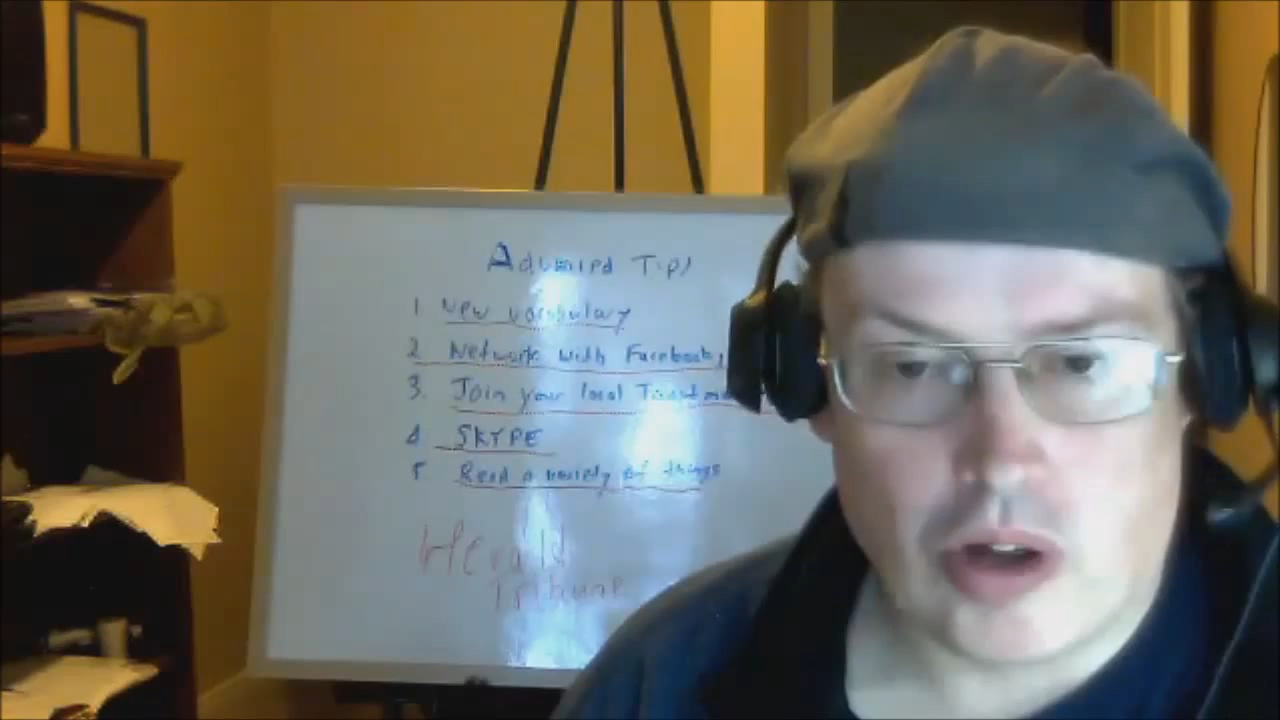 Advanced Tips
1 New vocabulary
2 Network with Facebook,
3. Join your local
4 SKYPE
5 Read a variety of things
Herald
Tribune